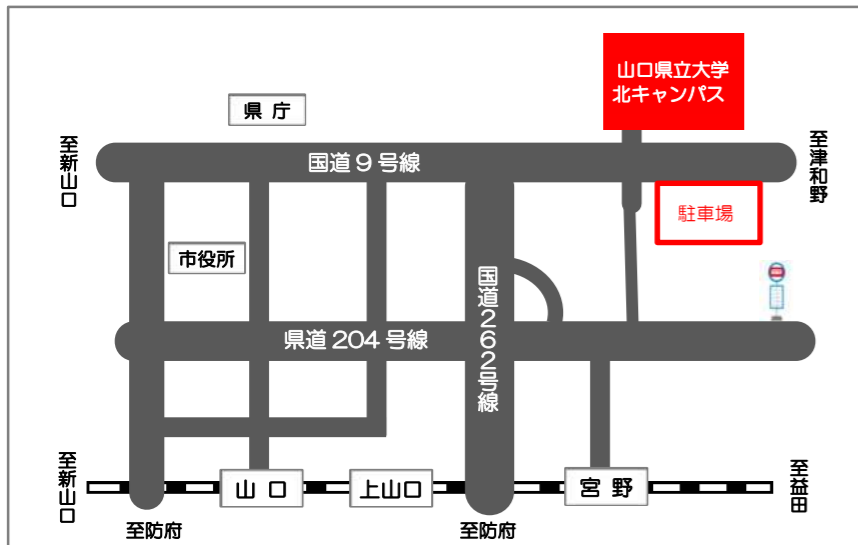 山口県立大学
北キャンパス
県 庁
至新山口
国道9号線
至津和野
駐車場
市役所
国道262号線
県道204号線
至新山口
山 口
上山口
宮 野
至益田
至防府
至防府